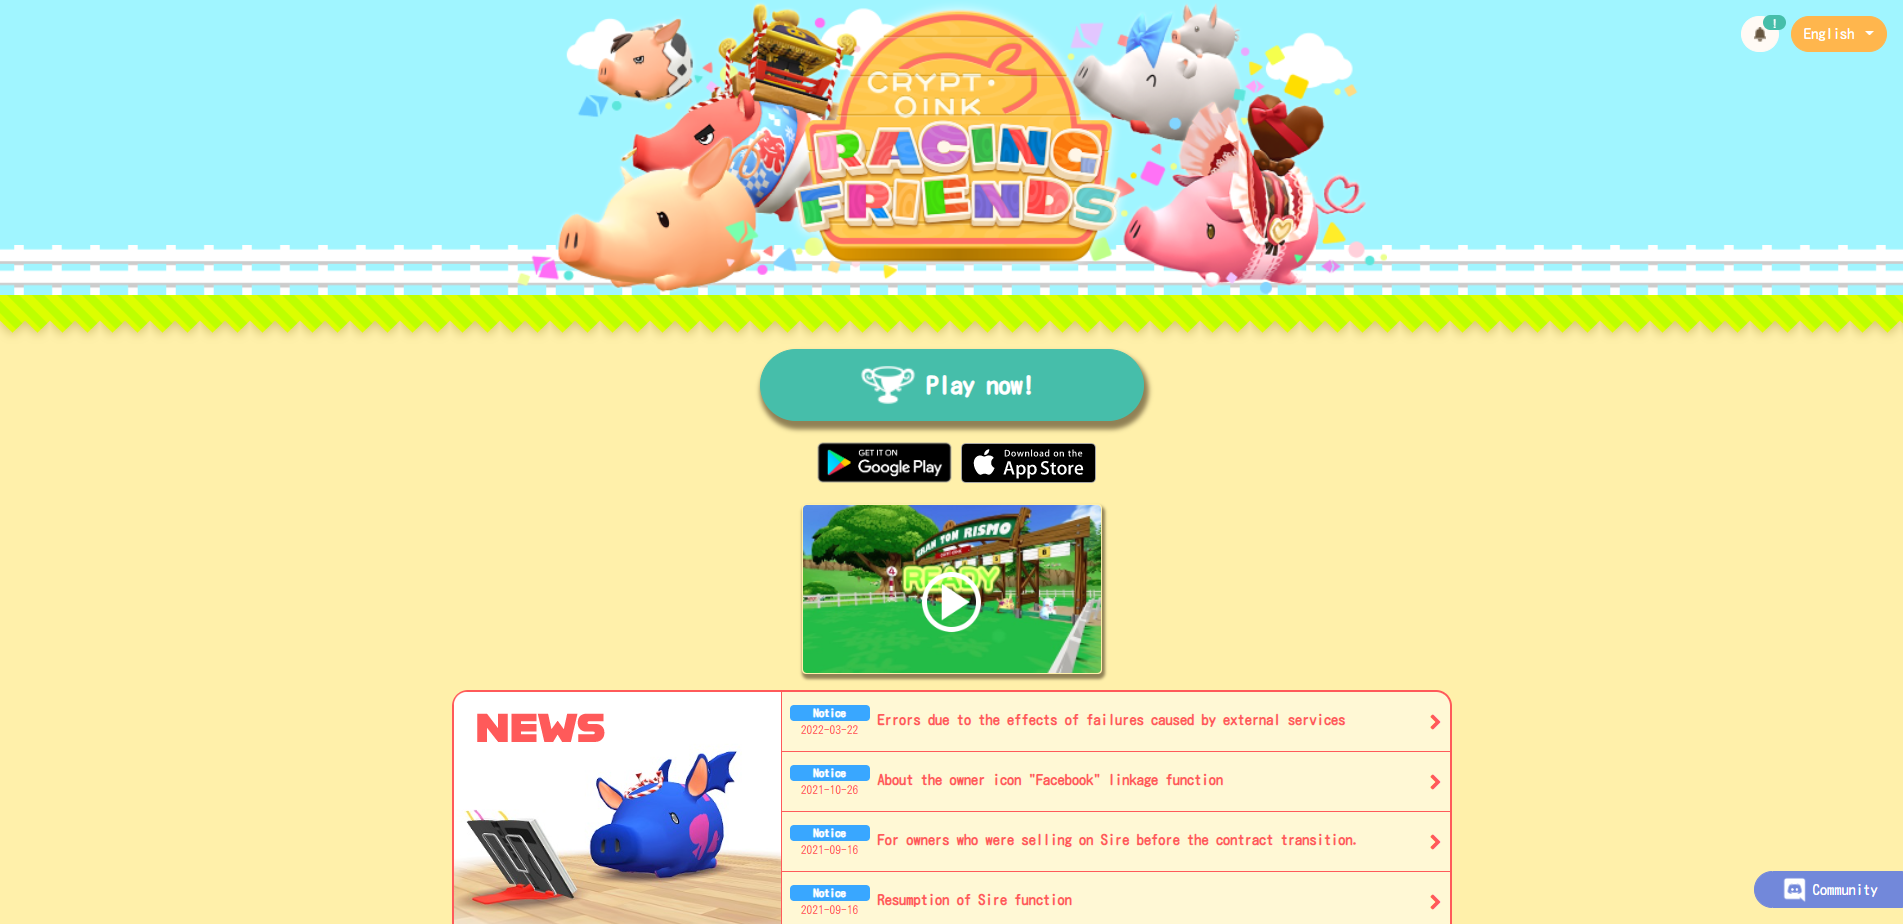 !
English
CRYPT·
OINK
RACING
FRIENDS
Play now!
GET IT ON
Google Play
Download on the
App Store
GRAN TON RISMO
READY
4
NEWS
Notice
2022-03-22
Errors due to the effects of failures caused by external services
Notice
2021-10-26
About the owner icon "Facebook" linkage function
Notice
2021-09-16
For owners who were selling on Sire before the contract transition.
Notice
2021-09-16
Resumption of Sire function
Community